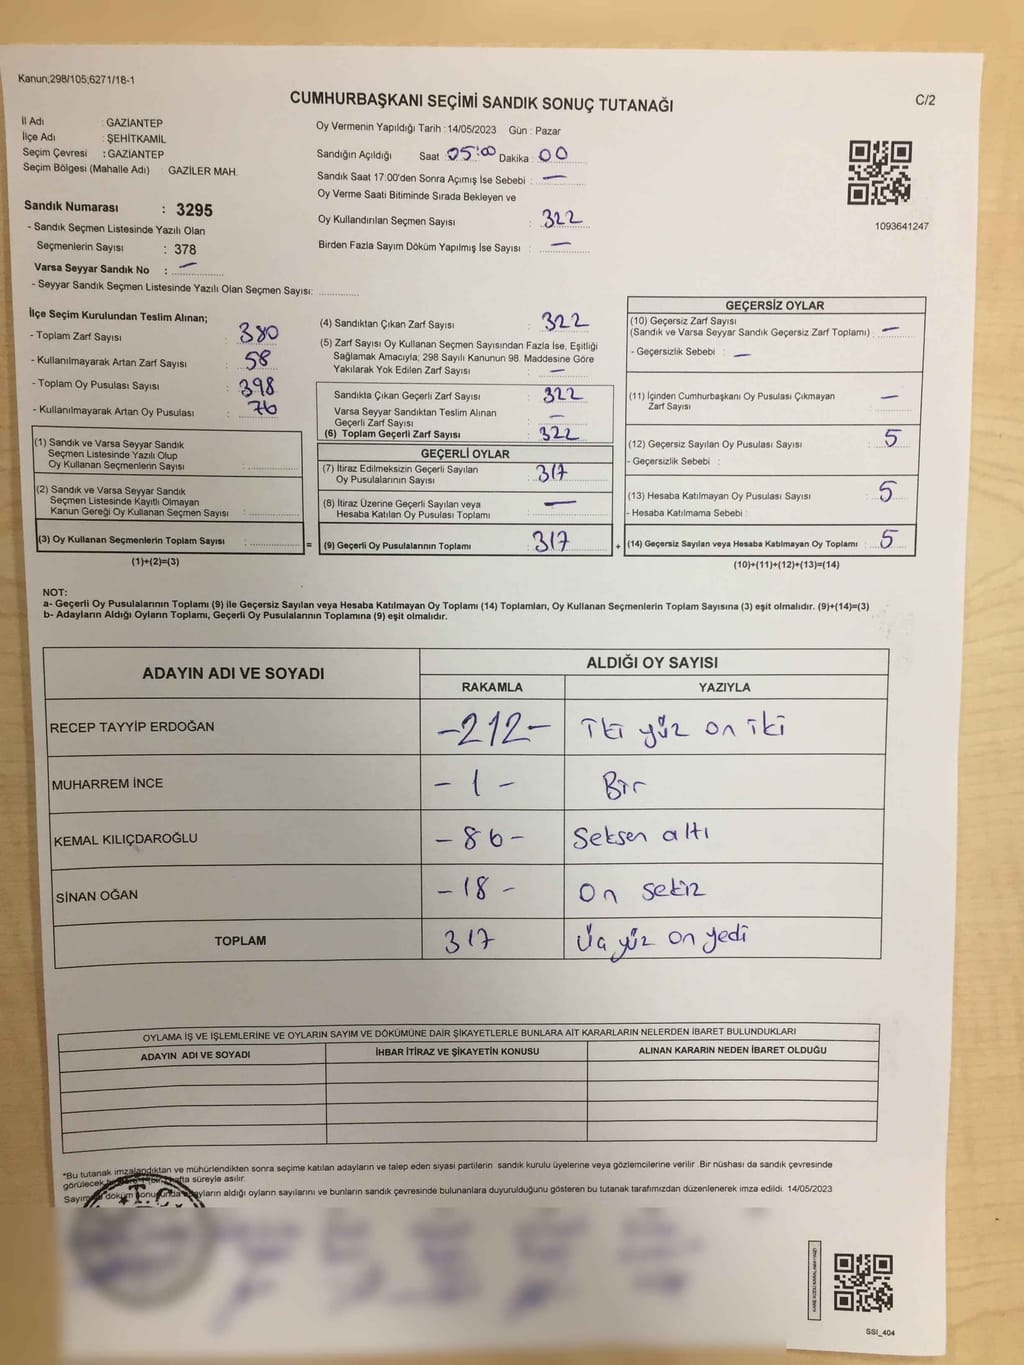 Kanun;298/105;6271/18-1
CUMHURBAŞKANI SEÇİMİ SANDIK SONUÇ TUTANAĞI
C/2
İl Adı : GAZİANTEP
İlçe Adı : ŞEHİTKAMİL
Seçim Çevresi : GAZİANTEP
Seçim Bölgesi (Mahalle Adı) : GAZİLER MAH.
Sandık Numarası : 3295
- Sandık Seçmen Listesinde Yazılı Olan
Seçmenlerin Sayısı : 378
Varsa Seyyar Sandık No : —
- Seyyar Sandık Seçmen Listesinde Yazılı Olan Seçmen Sayısı:
Oy Vermenin Yapıldığı Tarih : 14/05/2023 Gün : Pazar
Sandığın Açıldığı Saat : 05:00 Dakika : 00
Sandık Saat 17:00'den Sonra Açımış İse Sebebi : —
Oy Verme Saati Bitiminde Sırada Bekleyen ve
Oy Kullandırılan Seçmen Sayısı : 322
Birden Fazla Sayım Döküm Yapılmış İse Sayısı : —
1093641247
İlçe Seçim Kurulundan Teslim Alınan;
- Toplam Zarf Sayısı : 380
- Kullanılmayarak Artan Zarf Sayısı : 58
- Toplam Oy Pusulası Sayısı : 398
- Kullanılmayarak Artan Oy Pusulası : 76
(1) Sandık ve Varsa Seyyar Sandık
Seçmen Listesinde Yazılı Olup
Oy Kullanan Seçmenlerin Sayısı :
(2) Sandık ve Varsa Seyyar Sandık
Seçmen Listesinde Kayıtlı Olmayan
Kanun Gereği Oy Kullanan Seçmen Sayısı :
(3) Oy Kullanan Seçmenlerin Toplam Sayısı :
(1)+(2)=(3)
=
(4) Sandıktan Çıkan Zarf Sayısı : 322
(5) Zarf Sayısı Oy Kullanan Seçmen Sayısından Fazla İse, Eşitliği
Sağlamak Amacıyla; 298 Sayılı Kanunun 98. Maddesine Göre
Yakılarak Yok Edilen Zarf Sayısı : —
Sandıkta Çıkan Geçerli Zarf Sayısı : 322
Varsa Seyyar Sandıktan Teslim Alınan
Geçerli Zarf Sayısı : —
(6) Toplam Geçerli Zarf Sayısı : 322
GEÇERLİ OYLAR
(7) İtiraz Edilmeksizin Geçerli Sayılan
Oy Pusulalarının Sayısı : 317
(8) İtiraz Üzerine Geçerli Sayılan veya
Hesaba Katılan Oy Pusulası Toplamı : —
(9) Geçerli Oy Pusulalarının Toplamı : 317
+
GEÇERSİZ OYLAR
(10) Geçersiz Zarf Sayısı
(Sandık ve Varsa Seyyar Sandık Geçersiz Zarf Toplamı) : —
- Geçersizlik Sebebi : —
(11) İçinden Cumhurbaşkanı Oy Pusulası Çıkmayan
Zarf Sayısı : —
(12) Geçersiz Sayılan Oy Pusulası Sayısı : 5
- Geçersizlik Sebebi :
(13) Hesaba Katılmayan Oy Pusulası Sayısı : 5
- Hesaba Katılmama Sebebi :
(14) Geçersiz Sayılan veya Hesaba Katılmayan Oy Toplamı : 5
(10)+(11)+(12)+(13)=(14)
NOT:
a- Geçerli Oy Pusulalarının Toplamı (9) ile Geçersiz Sayılan veya Hesaba Katılmayan Oy Toplamı (14) Toplamları, Oy Kullanan Seçmenlerin Toplam Sayısına (3) eşit olmalıdır. (9)+(14)=(3)
b- Adayların Aldığı Oyların Toplamı, Geçerli Oy Pusulalarının Toplamına (9) eşit olmalıdır.
ADAYIN ADI VE SOYADI
ALDIĞI OY SAYISI
RAKAMLA YAZIYLA
RECEP TAYYİP ERDOĞAN -212- iki yüz on iki
MUHARREM İNCE - 1 - Bir
KEMAL KILIÇDAROĞLU - 86 - Seksen altı
SİNAN OĞAN - 18 - On sekiz
TOPLAM 317 Üç yüz on yedi
OYLAMA İŞ VE İŞLEMLERİNE VE OYLARIN SAYIM VE DÖKÜMÜNE DAİR ŞİKAYETLERLE BUNLARA AİT KARARLARIN NELERDEN İBARET BULUNDUKLARI
ADAYIN ADI VE SOYADI İHBAR İTİRAZ VE ŞİKAYETİN KONUSU ALINAN KARARIN NEDEN İBARET OLDUĞU
*Bu tutanak imzalandıktan ve mühürlendikten sonra seçime katılan adayların ve talep eden siyasi partilerin sandık kurulu üyelerine veya gözlemcilerine verilir .Bir nüshası da sandık çevresinde
görülecek hafta süreyle asılır.
Sayım döküm sonucunda adayların aldığı oyların sayılarını ve bunların sandık çevresinde bulunanlara duyurulduğunu gösteren bu tutanak tarafımızdan düzenlenerek imza edildi. 14/05/2023
T.C.
SSI_404